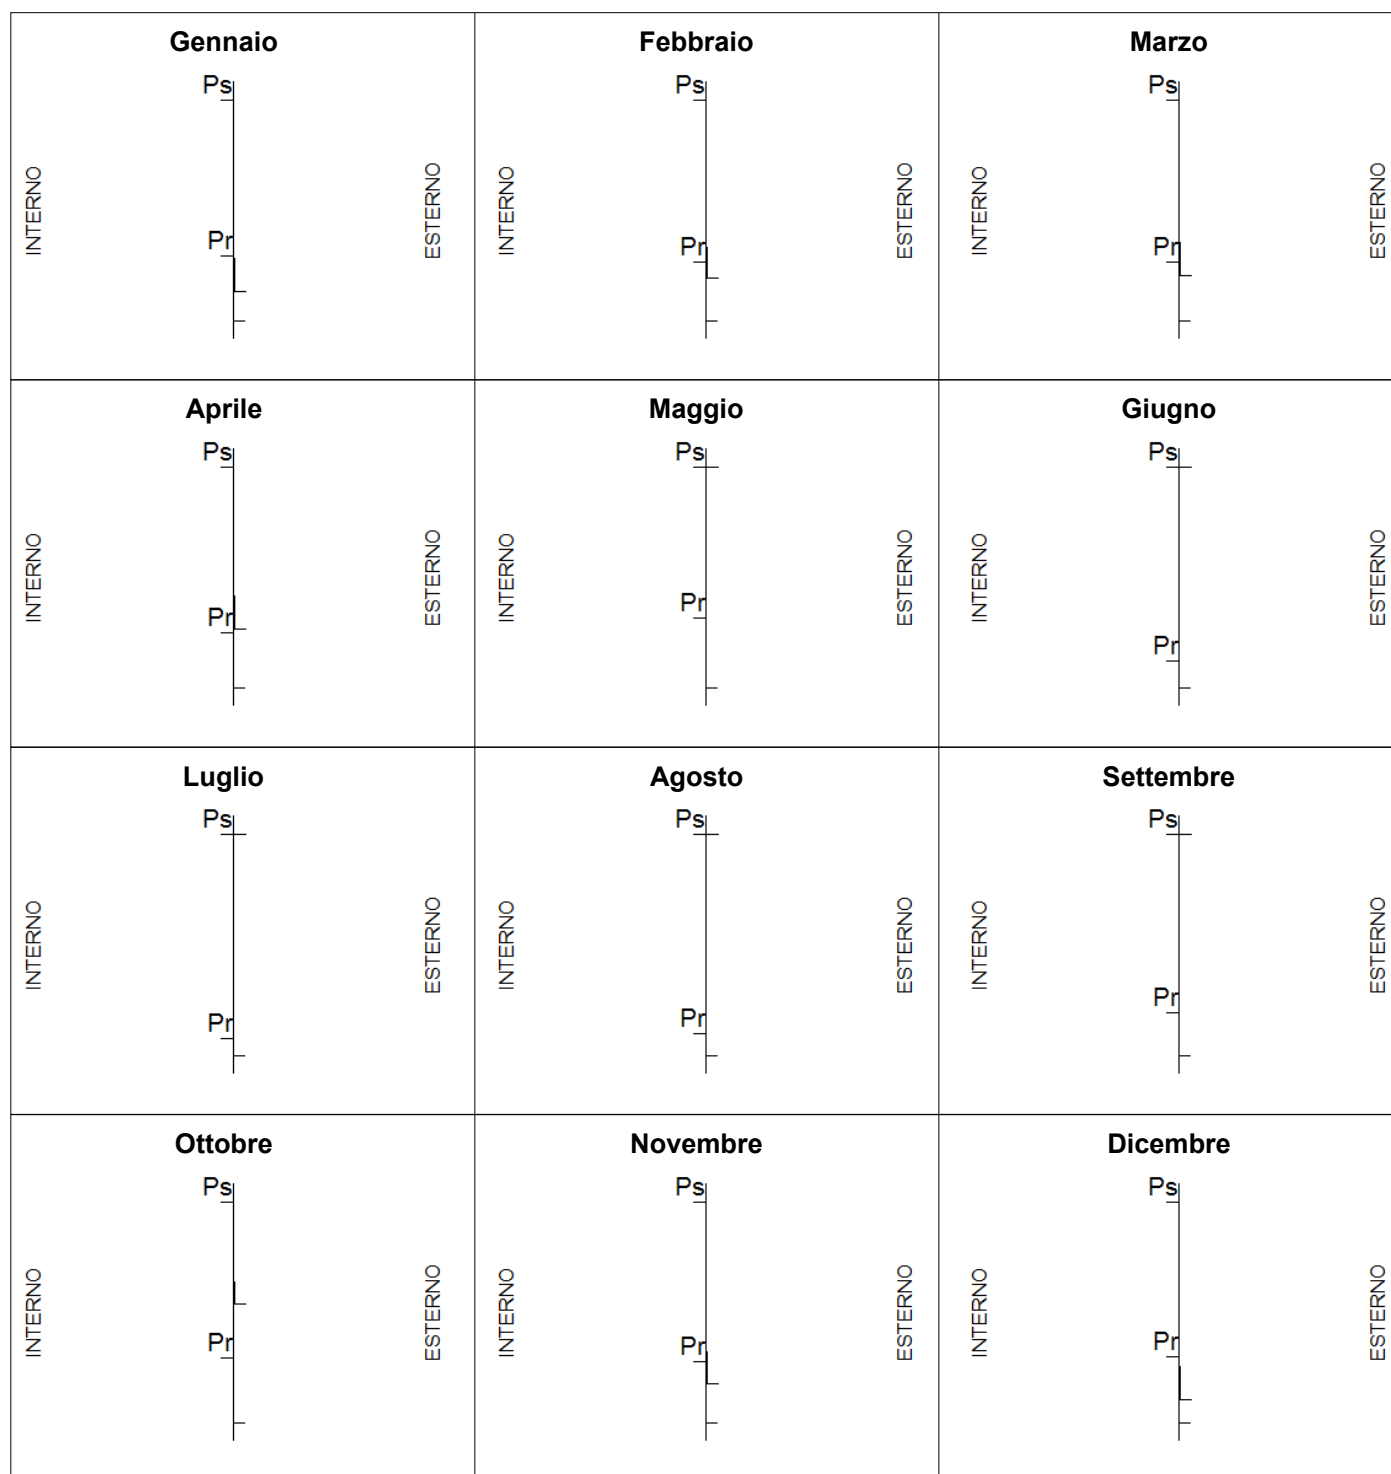 Gennaio
Febbraio
Marzo
Ps
Ps
Ps
INTERNO
Pr
ESTERNO
INTERNO
Pr
ESTERNO
INTERNO
Pr
ESTERNO
Aprile
Maggio
Giugno
Ps
Ps
Ps
INTERNO
Pr
ESTERNO
INTERNO
Pr
ESTERNO
INTERNO
Pr
ESTERNO
Luglio
Agosto
Settembre
Ps
Ps
Ps
INTERNO
Pr
ESTERNO
INTERNO
Pr
ESTERNO
INTERNO
Pr
ESTERNO
Ottobre
Novembre
Dicembre
Ps
Ps
Ps
INTERNO
Pr
ESTERNO
INTERNO
Pr
ESTERNO
INTERNO
Pr
ESTERNO